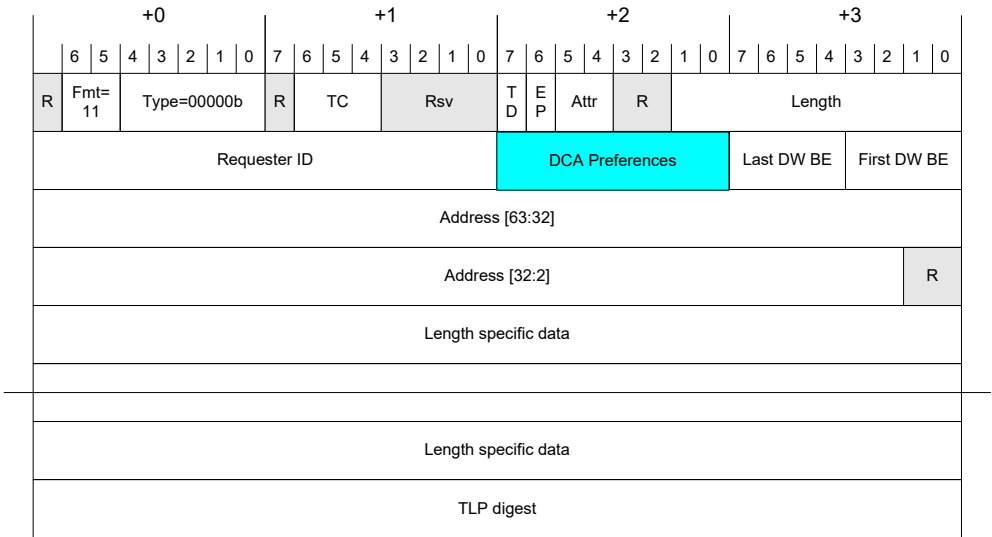 +0 +1 +2 +3
6 5 4 3 2 1 0 7 6 5 4 3 2 1 0 7 6 5 4 3 2 1 0 7 6 5 4 3 2 1 0
R Fmt= 11 Type=00000b R TC Rsv T D E P Attr R Length
Requester ID DCA Preferences Last DW BE First DW BE
Address [63:32]
Address [32:2] R
Length specific data
Length specific data
TLP digest